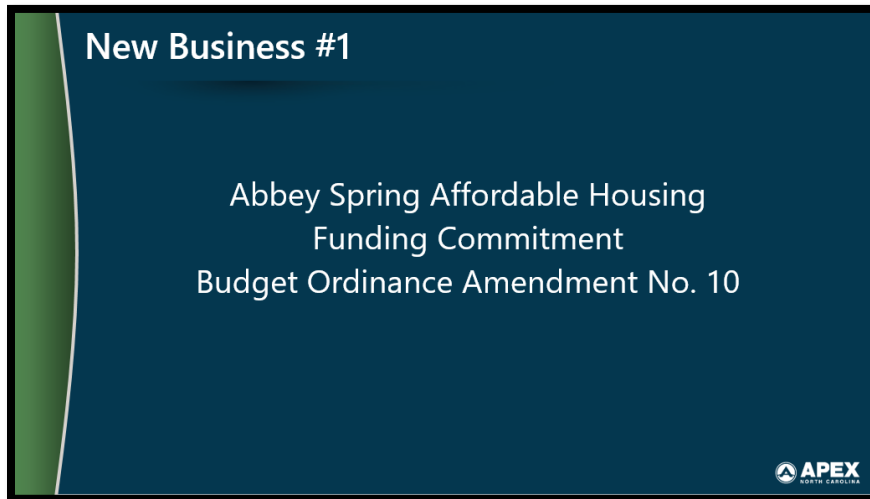 New Business #1
Abbey Spring Affordable Housing
Funding Commitment
Budget Ordinance Amendment No. 10
APEX
NORTH CAROLINA